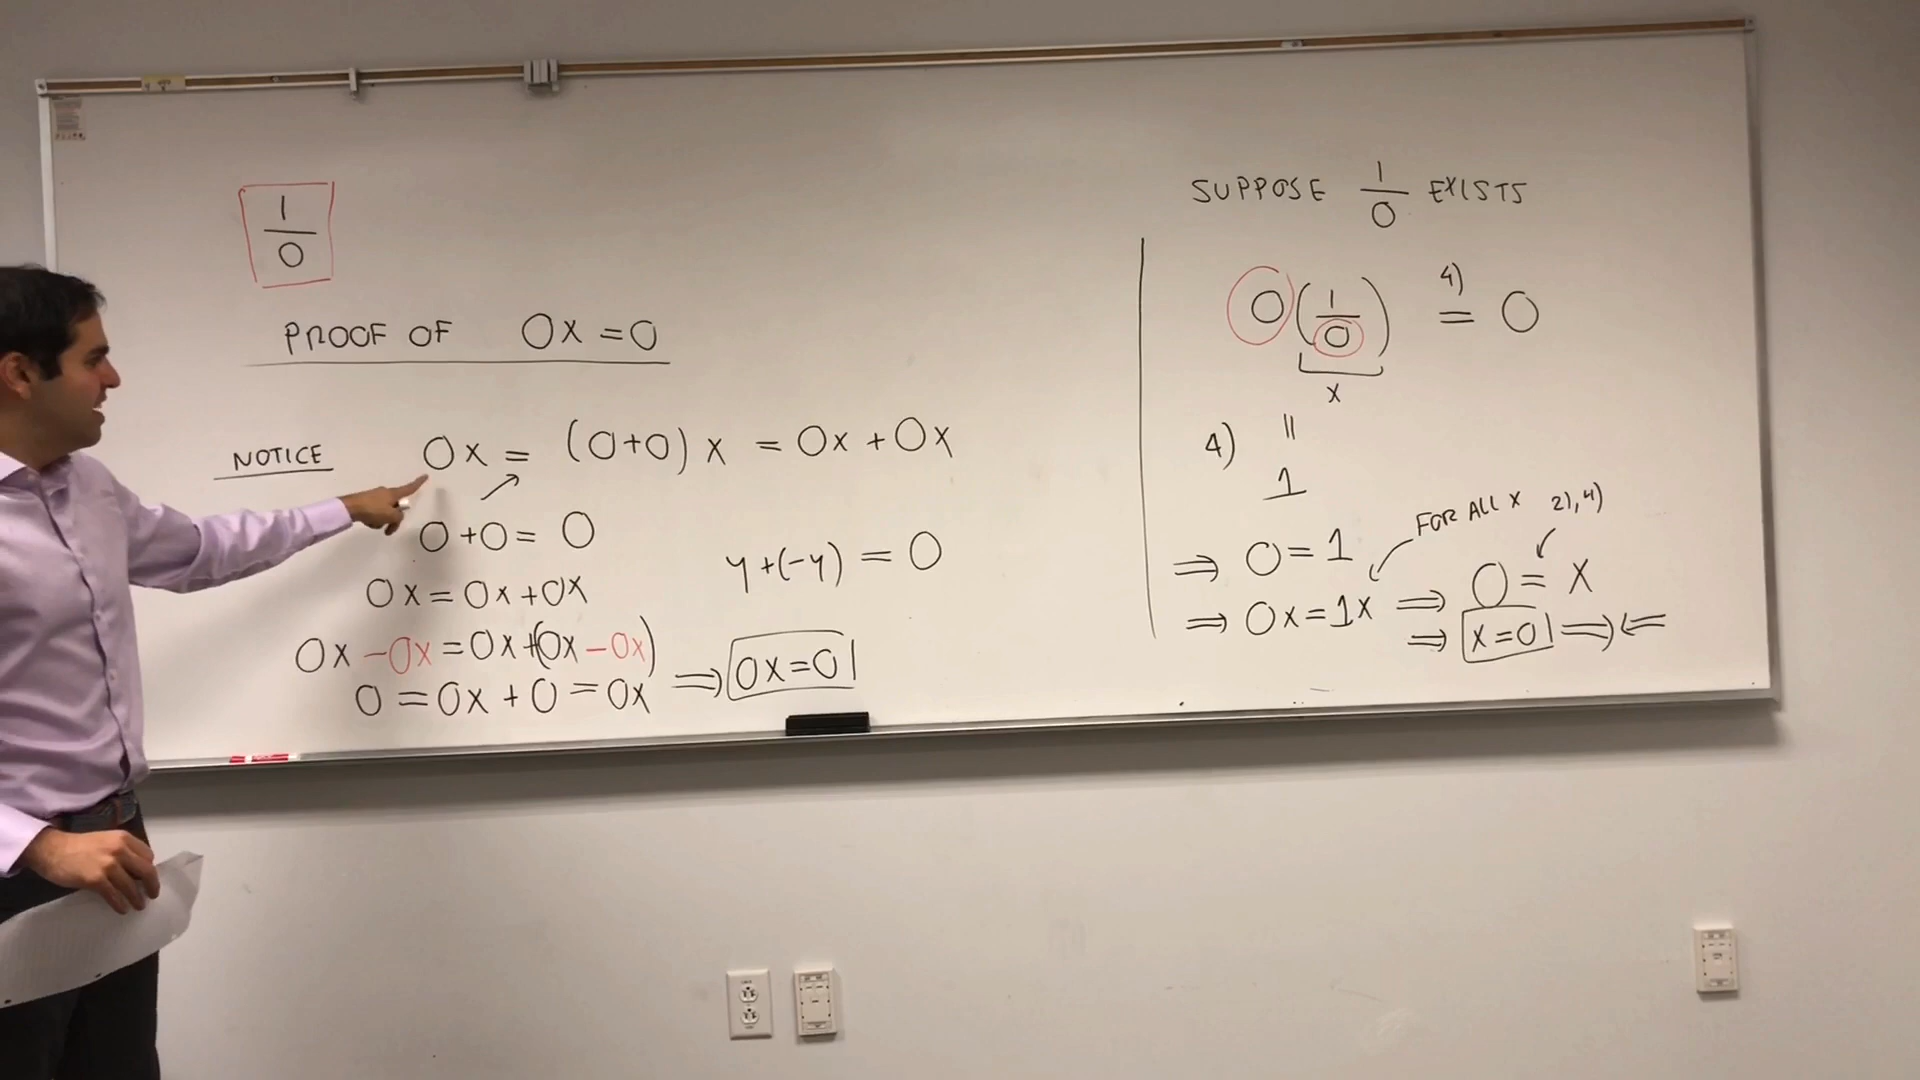 1
0
PROOF OF 0x=0
NOTICE 0x = (0+0)x = 0x + 0x
0+0= 0
y+(-y) = 0
0x=0x+0x
0x -0x =0x+(0x -0x)
0 =0x + 0 =0x ⟹ 0x=0
SUPPOSE 1/0 EXISTS
0(1/0) 4) = 0
x
4) =
1
⟹ 0=1
FOR ALL x 2),4)
⟹ 0x=1x ⟹ 0= x
⟹ x=0 ⟹⟸